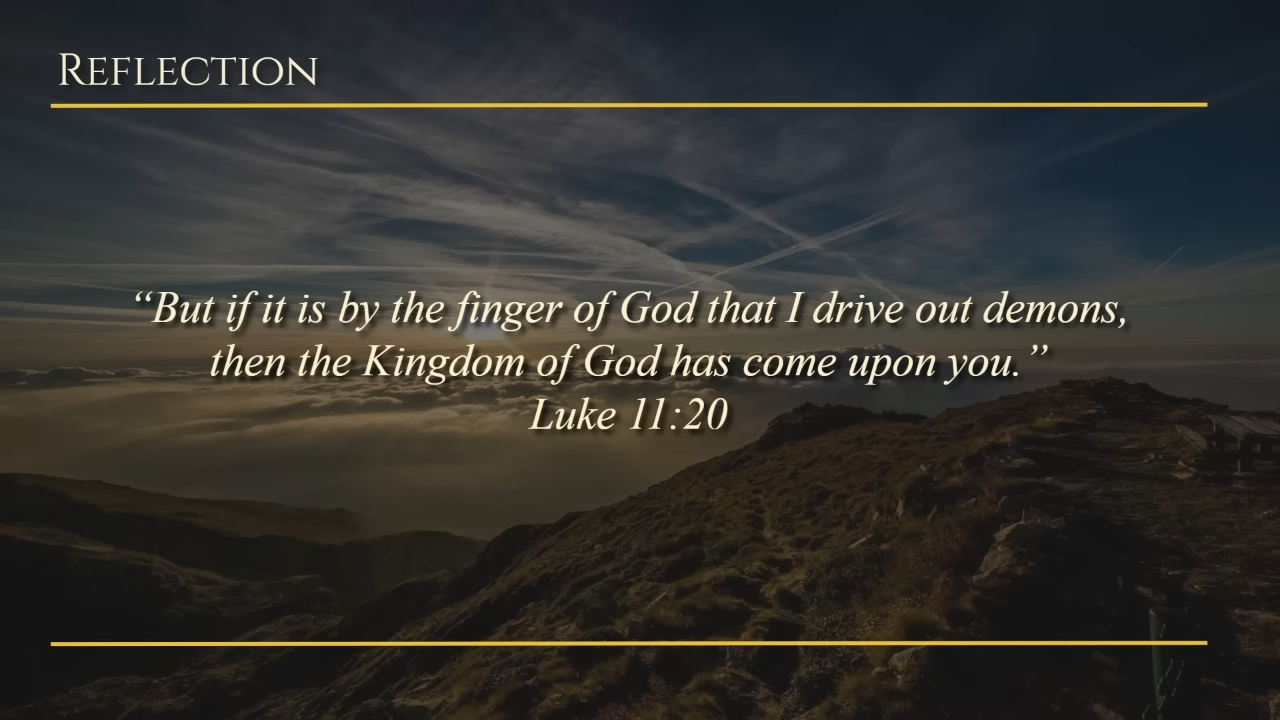 Reflection
“But if it is by the finger of God that I drive out demons,
then the Kingdom of God has come upon you.”
Luke 11:20